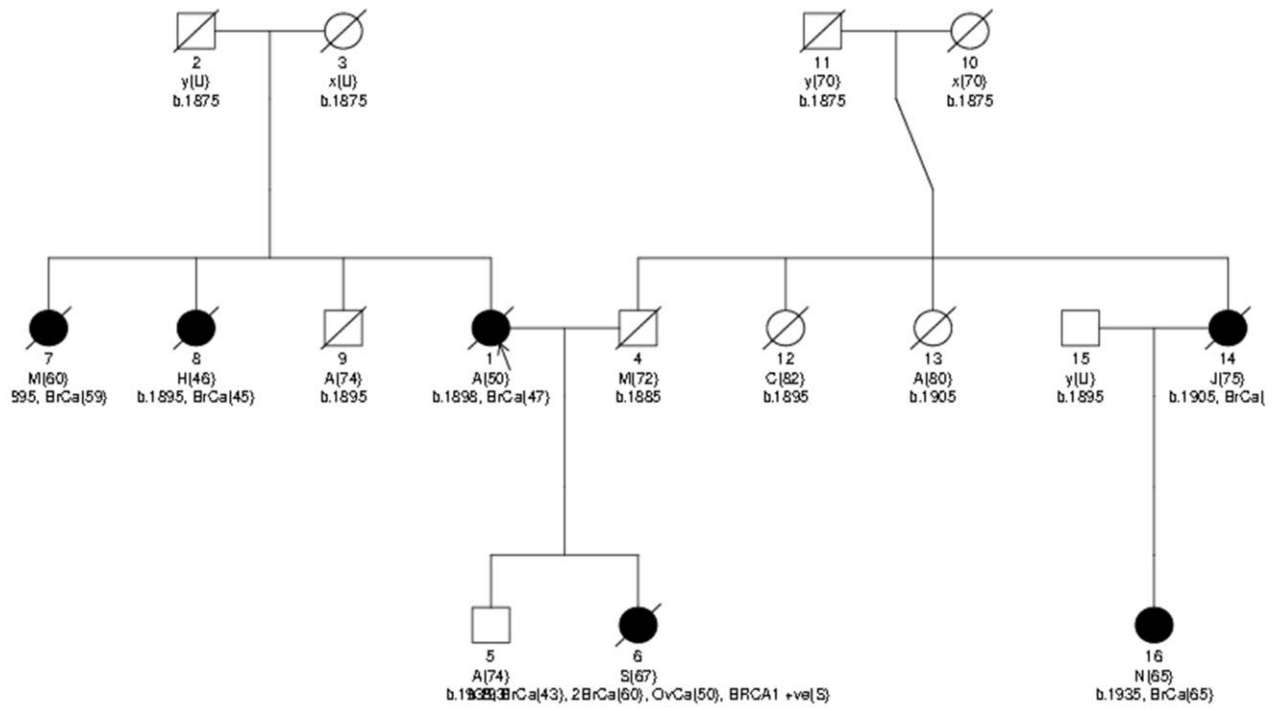 2 3 11 10
y(U) x(U) y(70) x(70)
b.1875 b.1875 b.1875 b.1875
7 8 9 1 4 12 13 15 14
M(60) H(46) A(74) A(50) M(72) C(82) A(80) y(U) J(75)
BrCa(59) b.1895, BrCa(45) b.1895 b.1898, BrCa(47) b.1885 b.1895 b.1905 b.1895 b.1905, BrCa(
5 6 16
A(74) S(67) N(65)
BrCa(43), 2BrCa(60), OvCa(50), BRCA1 +ve(S) b.1935, BrCa(65)